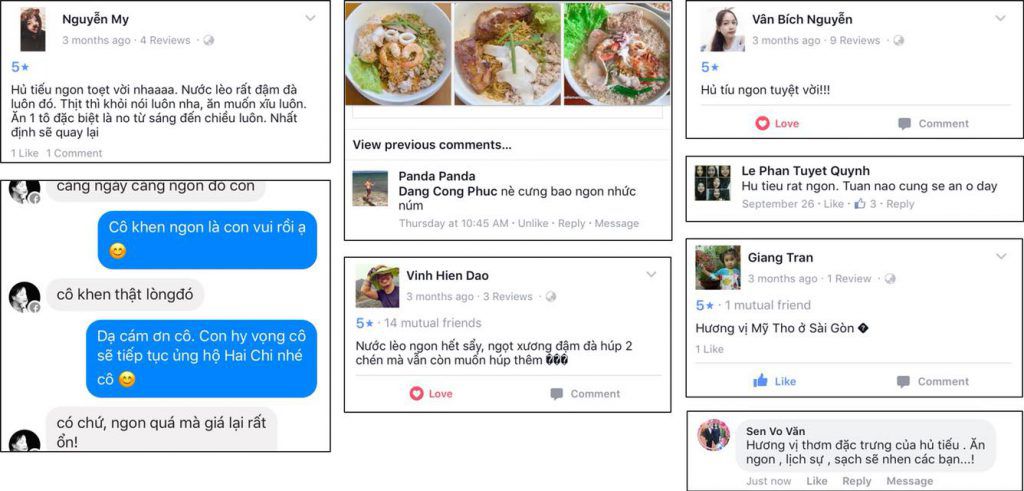 Nguyễn My
3 months ago · 4 Reviews ·
5★
Hủ tiếu ngon toẹt vời nhaaaa. Nước lèo rất đậm đà
luôn đó. Thịt thì khỏi nói luôn nha, ăn muốn xĩu luôn.
Ăn 1 tô đặc biệt là no từ sáng đến chiều luôn. Nhất
định sẽ quay lại
1 Like 1 Comment
càng ngày càng ngon đó con
Cô khen ngon là con vui rồi ạ
😊
cô khen thật lòngđó
Dạ cám ơn cô. Con hy vọng cô
sẽ tiếp tục ủng hộ Hai Chi nhé
cô 😊
có chứ, ngon quá mà giá lại rất
ổn!
View previous comments...
Panda Panda
Dang Cong Phuc nè cưng bao ngon nhức
núm
Thursday at 10:45 AM · Unlike · Reply · Message
Vinh Hien Dao
3 months ago · 3 Reviews ·
5★ · 14 mutual friends
Nước lèo ngon hết sẩy, ngọt xương đậm đà húp 2
chén mà vẫn còn muốn húp thêm ���
Love Comment
Vân Bích Nguyễn
3 months ago · 9 Reviews ·
5★
Hủ tíu ngon tuyệt vời!!!
Love Comment
Le Phan Tuyet Quynh
Hu tieu rat ngon. Tuan nao cung se an o day
September 26 · Like · 3 · Reply
Giang Tran
3 months ago · 1 Review ·
5★ · 1 mutual friend
Hương vị Mỹ Tho ở Sài Gòn �
1 Like
Like Comment
Sen Vo Văn
Hương vị thơm đặc trưng của hủ tiếu . Ăn
ngon , lịch sự , sạch sẽ nhen các bạn...!
Just now Like Reply Message